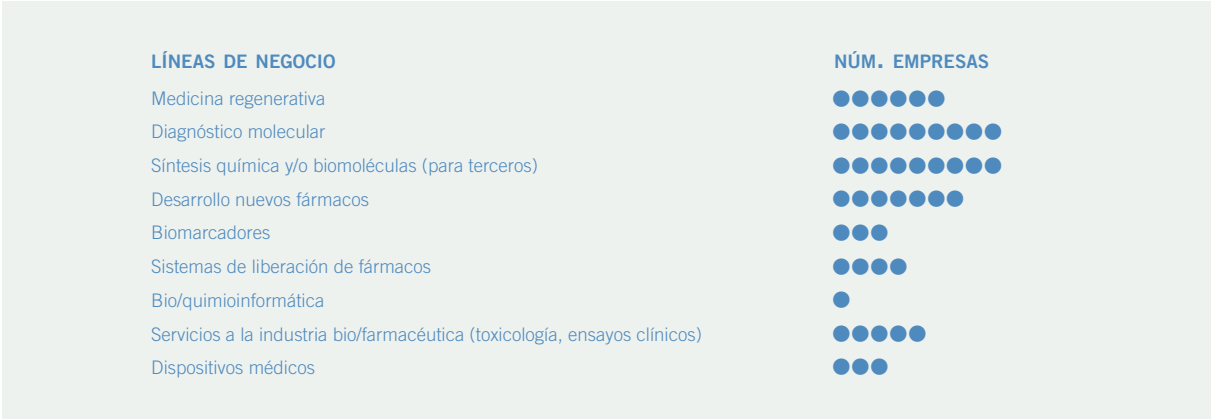 LÍNEAS DE NEGOCIO NÚM. EMPRESAS
Medicina regenerativa
Diagnóstico molecular
Síntesis química y/o biomoléculas (para terceros)
Desarrollo nuevos fármacos
Biomarcadores
Sistemas de liberación de fármacos
Bio/quimioinformática
Servicios a la industria bio/farmacéutica (toxicología, ensayos clínicos)
Dispositivos médicos